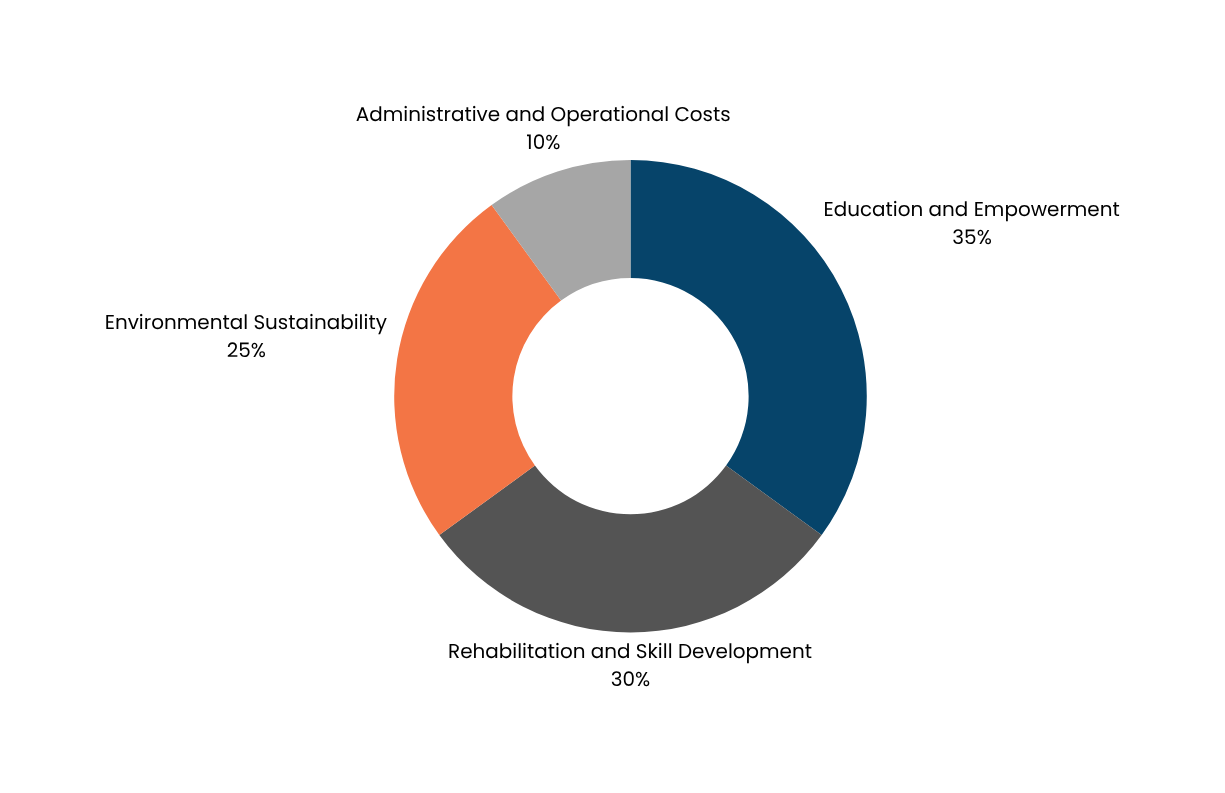 Administrative and Operational Costs
10%
Education and Empowerment
35%
Environmental Sustainability
25%
Rehabilitation and Skill Development
30%